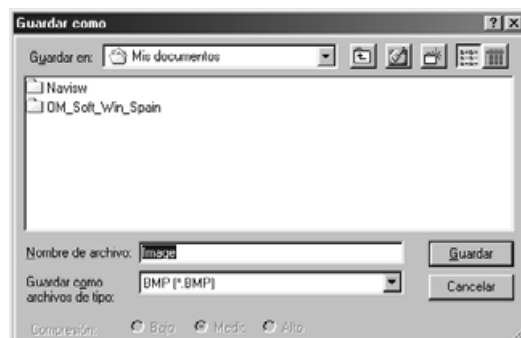 Guardar como
Guardar en: Mis documentos
Navisw
OM_Soft_Win_Spain
Nombre de archivo: Image Guardar
Guardar como archivos de tipo: BMP (*.BMP) Cancelar
Compresión: Bajo Medio Alto